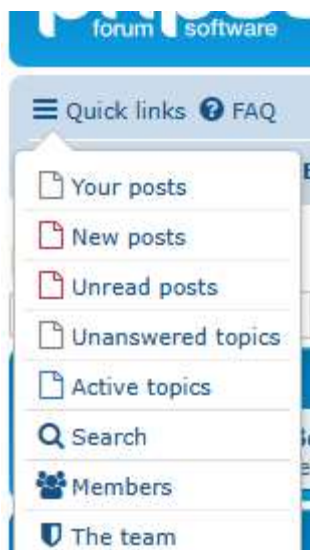 forum software
Quick links FAQ
Your posts
New posts
Unread posts
Unanswered topics
Active topics
Search
Members
The team